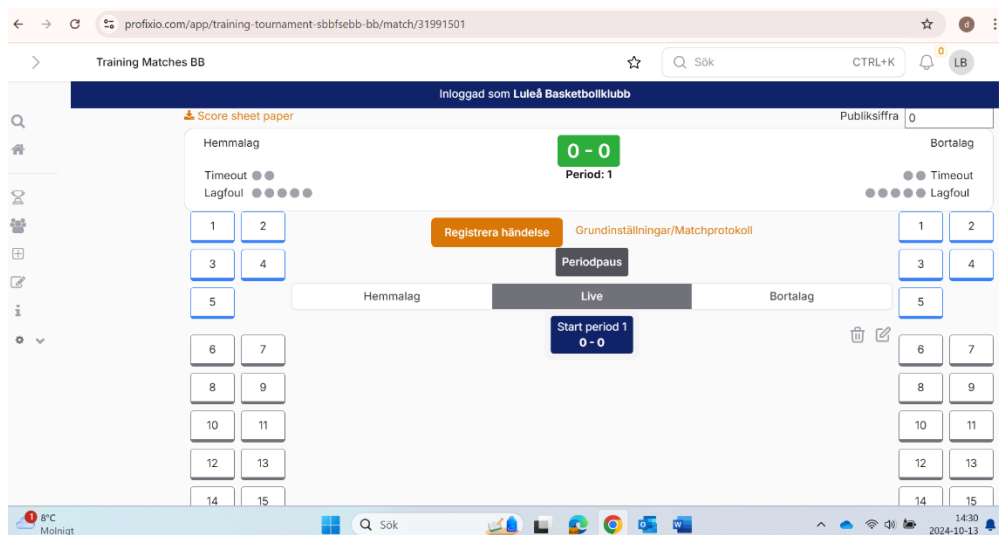 profixio.com/app/training-tournament-sbbfsebb-bb/match/31991501
d
Training Matches BB
Sök
CTRL+K
0
LB
Inloggad som Luleå Basketbollklubb
Score sheet paper
Publiksiffra 0
Hemmalag
0 - 0
Bortalag
Period: 1
Timeout
Timeout
Lagfoul
Lagfoul
1 2
Registrera händelse
Grundinställningar/Matchprotokoll
1 2
3 4
Periodpaus
3 4
5
Hemmalag
Live
Bortalag
5
Start period 1
0 - 0
6 7
6 7
8 9
8 9
10 11
10 11
12 13
12 13
14 15
14 15
1
8°C
Molnigt
Sök
14:30
2024-10-13